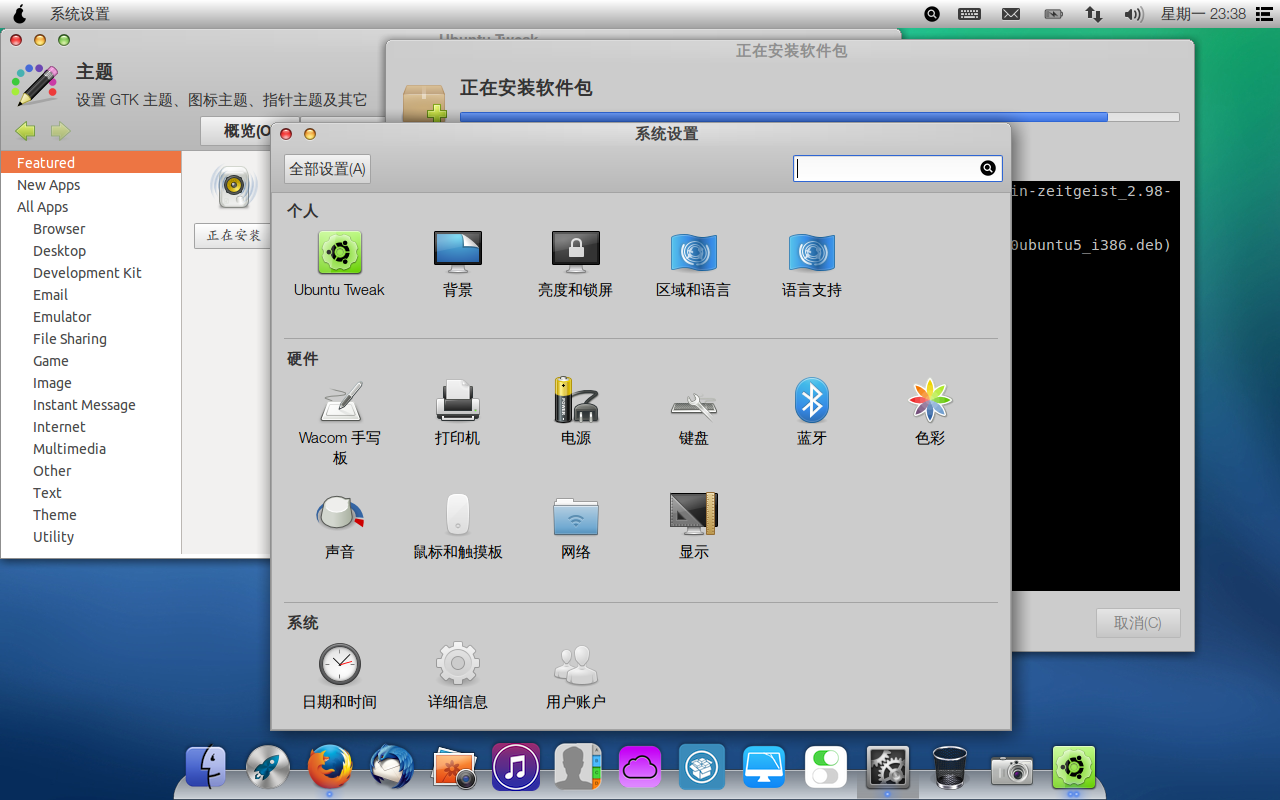 系统设置
星期一 23:38
Ubuntu Tweak
主题
设置 GTK 主题、图标主题、指针主题及其它
概览(O
Featured
New Apps
All Apps
Browser
Desktop
Development Kit
Email
Emulator
File Sharing
Game
Image
Instant Message
Internet
Multimedia
Other
Text
Theme
Utility
正在安装
正在安装软件包
正在安装软件包
in-zeitgeist_2.98-
0ubuntu5_i386.deb)
取消(C)
系统设置
全部设置(A)
个人
Ubuntu Tweak
背景
亮度和锁屏
区域和语言
语言支持
硬件
Wacom 手写
板
打印机
电源
键盘
蓝牙
色彩
声音
鼠标和触摸板
网络
显示
系统
日期和时间
详细信息
用户账户